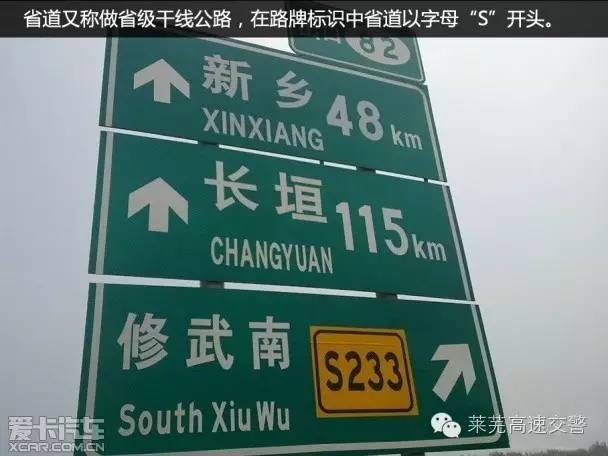 省道又称做省级干线公路，在路牌标识中省道以字母“S”开头。
82
新乡 48 km
XINXIANG
长垣 115 km
CHANGYUAN
修武南 S233
South Xiu Wu
爱卡汽车
XCAR.COM.CN
莱芜高速交警